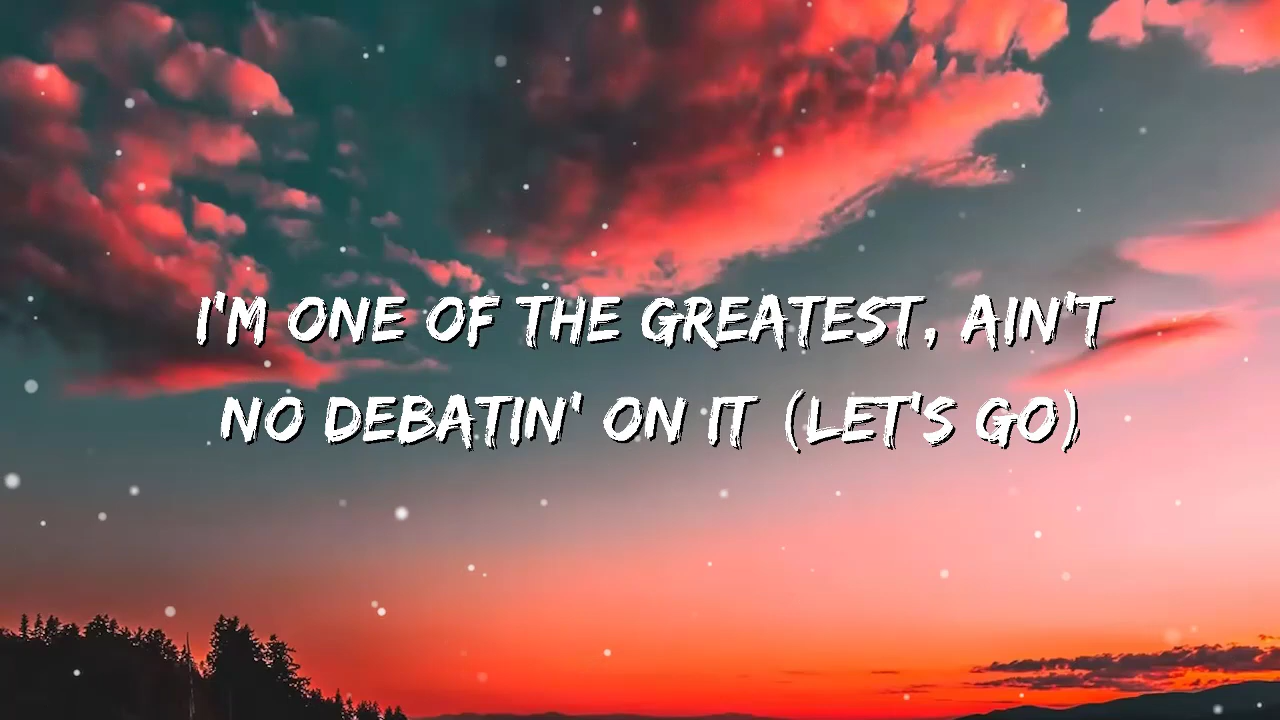 I'M ONE OF THE GREATEST, AIN'T
NO DEBATIN' ON IT (LET'S GO)